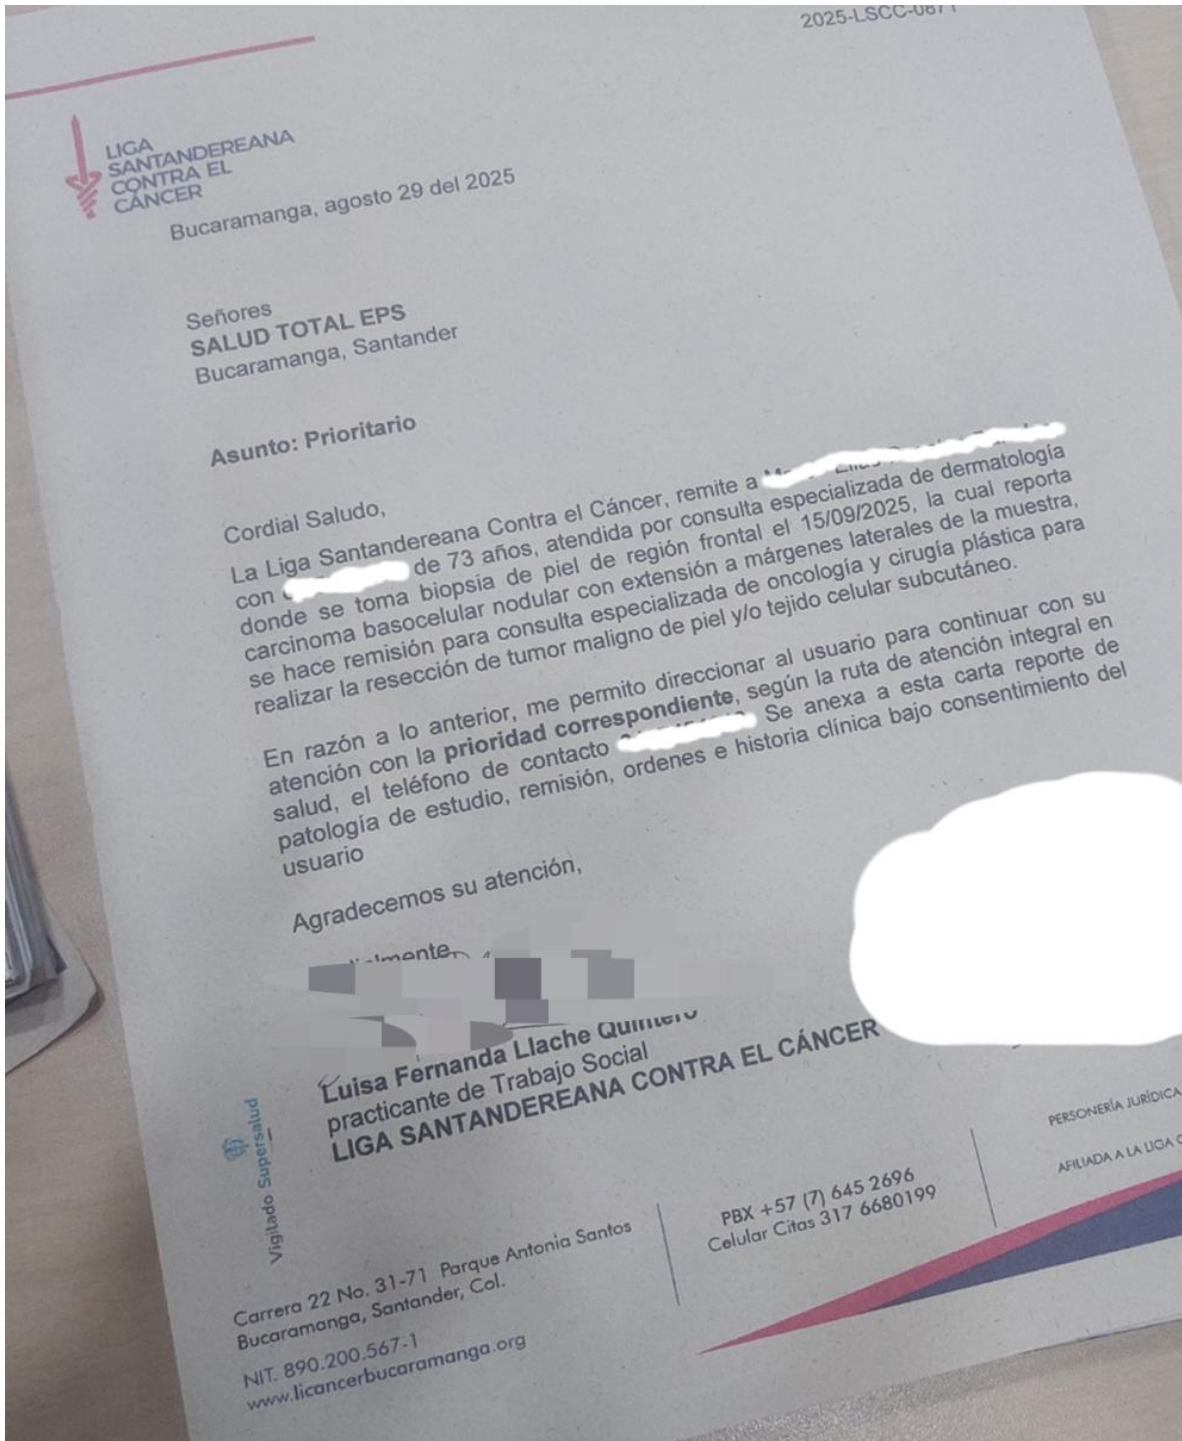 2025-LSCC-0871
LIGA
SANTANDEREANA
CONTRA EL
CÁNCER
Bucaramanga, agosto 29 del 2025
Señores
SALUD TOTAL EPS
Bucaramanga, Santander
Asunto: Prioritario
Cordial Saludo,
La Liga Santandereana Contra el Cáncer, remite a
con de 73 años, atendida por consulta especializada de dermatología
donde se toma biopsia de piel de región frontal el 15/09/2025, la cual reporta
carcinoma basocelular nodular con extensión a márgenes laterales de la muestra,
se hace remisión para consulta especializada de oncología y cirugía plástica para
realizar la resección de tumor maligno de piel y/o tejido celular subcutáneo.
En razón a lo anterior, me permito direccionar al usuario para continuar con su
atención con la prioridad correspondiente, según la ruta de atención integral en
salud, el teléfono de contacto Se anexa a esta carta reporte de
patología de estudio, remisión, ordenes e historia clínica bajo consentimiento del
usuario
Agradecemos su atención,
Luisa Fernanda Llache Quintero
practicante de Trabajo Social
LIGA SANTANDEREANA CONTRA EL CÁNCER
Vigilado Supersalud
Carrera 22 No. 31-71 Parque Antonia Santos
Bucaramanga, Santander, Col.
NIT. 890.200.567-1
www.licancerbucaramanga.org
PBX +57 (7) 645 2696
Celular Citas 317 6680199
PERSONERÍA JURÍDICA
AFILIADA A LA LIGA